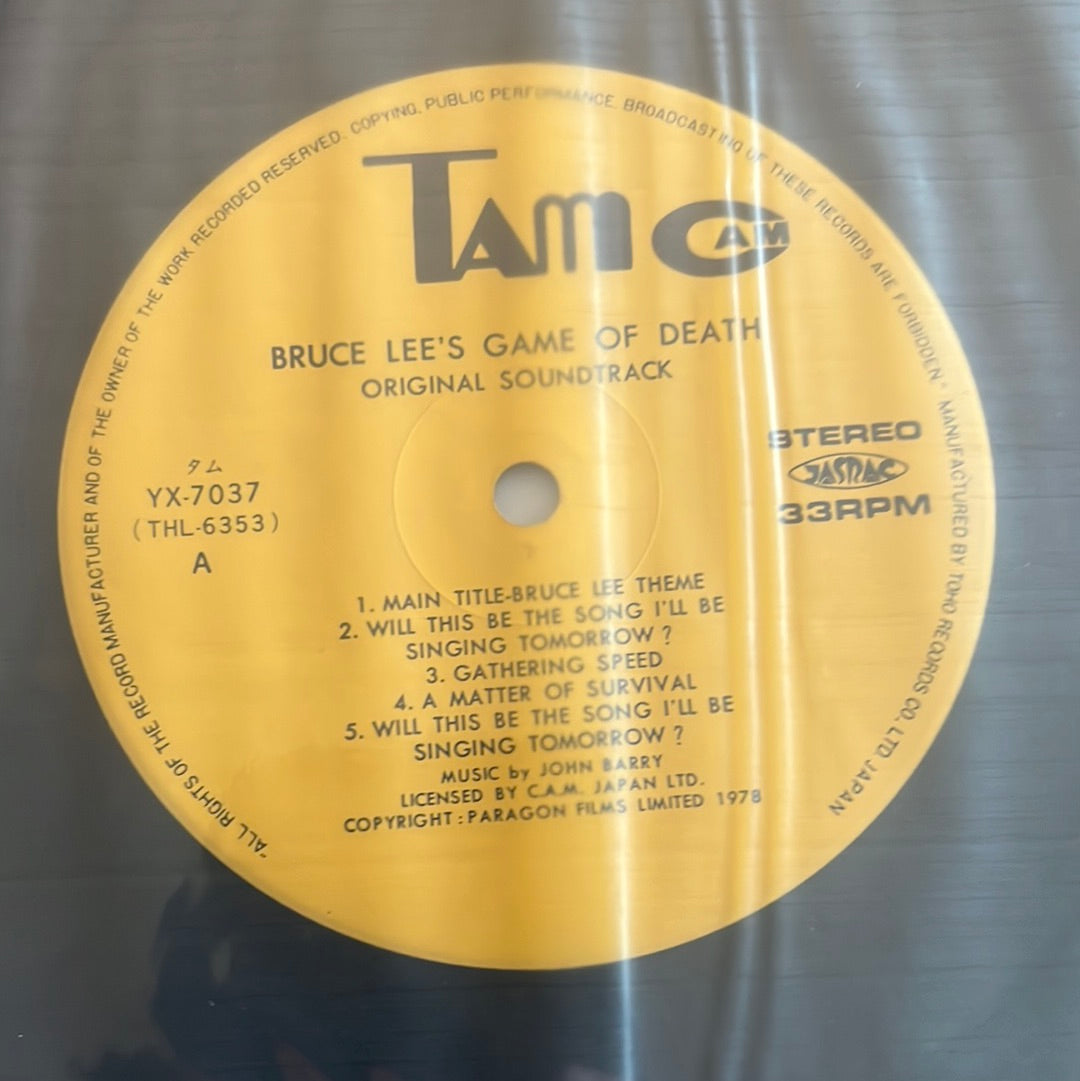 "ALL RIGHTS OF THE RECORD MANUFACTURER AND OF THE OWNER OF THE WORK RECORDED RESERVED. COPYING, PUBLIC PERFORMANCE, BROADCASTING OF THESE RECORDS ARE FORBIDDEN." MANUFACTURED BY TOHO RECORDS CO., LTD. JAPAN
TAM CAM
BRUCE LEE'S GAME OF DEATH
ORIGINAL SOUNDTRACK
タム
YX-7037
(THL-6353)
A
STEREO
JASRAC
33RPM
1. MAIN TITLE-BRUCE LEE THEME
2. WILL THIS BE THE SONG I'LL BE
SINGING TOMORROW ?
3. GATHERING SPEED
4. A MATTER OF SURVIVAL
5. WILL THIS BE THE SONG I'LL BE
SINGING TOMORROW ?
MUSIC by JOHN BARRY
LICENSED BY C.A.M. JAPAN LTD.
COPYRIGHT : PARAGON FILMS LIMITED 1978